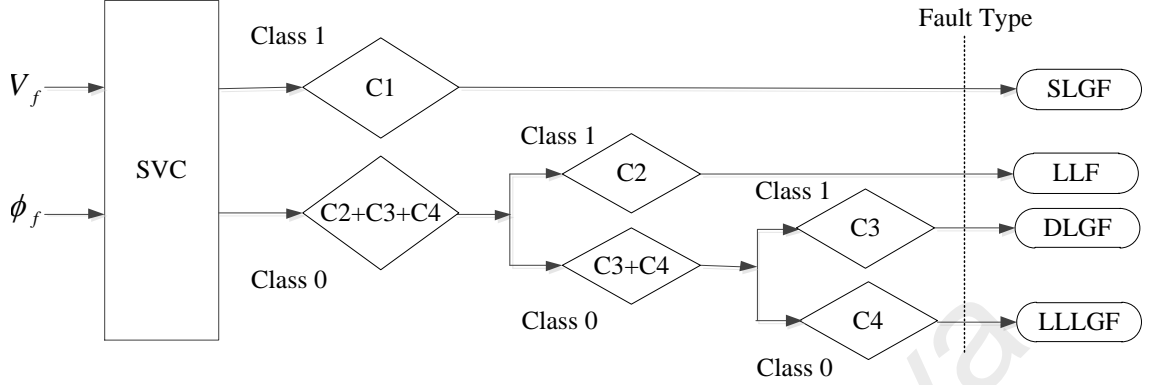 Fault Type
Class 1
V_f
C1
SLGF
Class 1
SVC
C2
LLF
Class 1
ϕ_f
C2+C3+C4
C3
DLGF
C3+C4
Class 0
Class 0
C4
LLLGF
Class 0
va